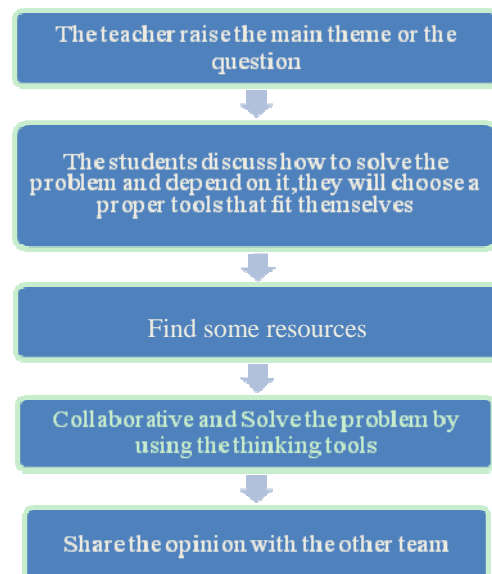 The teacher raise the main theme or the
question
The students discuss how to solve the
problem and depend on it,they will choose a
proper tools that fit themselves
Find some resources
Collaborative and Solve the problem by
using the thinking tools
Share the opinion with the other team